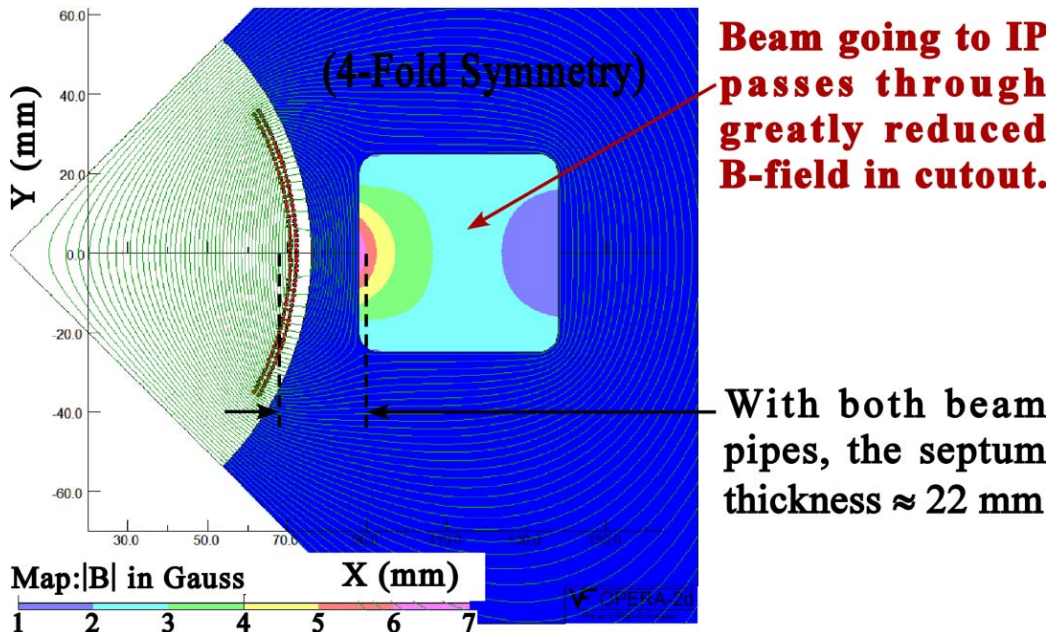 60.0
(4-Fold Symmetry)
Beam going to IP
passes through
greatly reduced
B-field in cutout.
Y (mm)
40.0
20.0
0.0
-20.0
-40.0
-60.0
With both beam
pipes, the septum
thickness ≈ 22 mm
30.0 50.0 70.0
Map:|B| in Gauss X (mm)
1 2 3 4 5 6 7
OPERA-2d